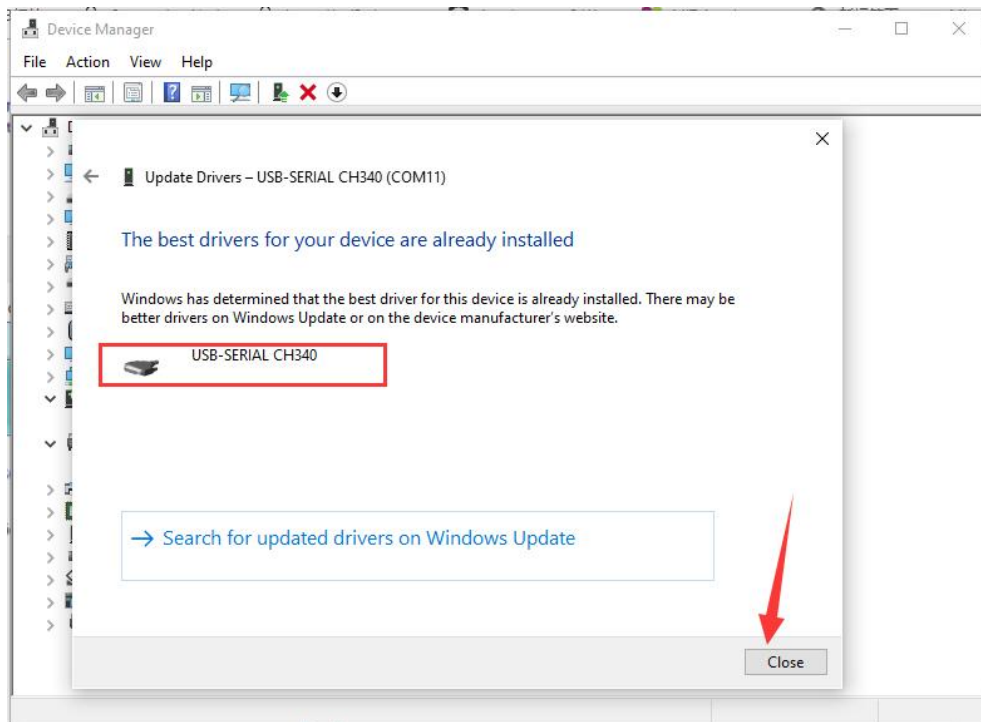 Device Manager
File Action View Help
Update Drivers – USB-SERIAL CH340 (COM11)
The best drivers for your device are already installed
Windows has determined that the best driver for this device is already installed. There may be
better drivers on Windows Update or on the device manufacturer's website.
USB-SERIAL CH340
Search for updated drivers on Windows Update
Close